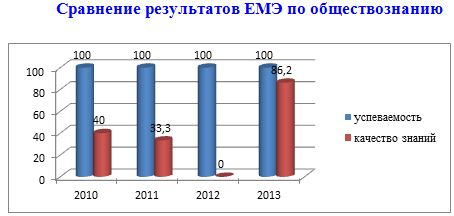 Сравнение результатов ЕМЭ по обществознанию
100 100 100 100
100
86,2
80
60
40
40
33,3
20
0
0
2010 2011 2012 2013
успеваемость
качество знаний